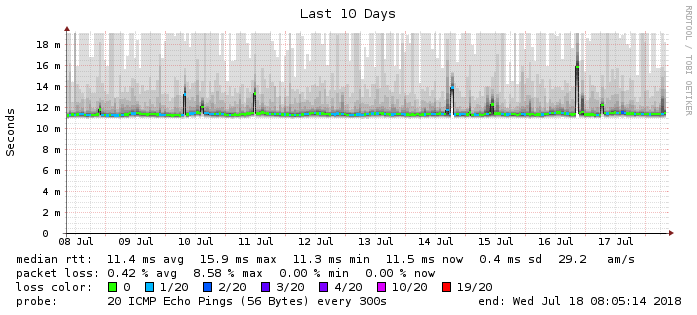 Last 10 Days
RRDTOOL / TOBI OETIKER
Seconds
18 m
16 m
14 m
12 m
10 m
8 m
6 m
4 m
2 m
0
08 Jul 09 Jul 10 Jul 11 Jul 12 Jul 13 Jul 14 Jul 15 Jul 16 Jul 17 Jul
median rtt: 11.4 ms avg 15.9 ms max 11.3 ms min 11.5 ms now 0.4 ms sd 29.2 am/s
packet loss: 0.42 % avg 8.58 % max 0.00 % min 0.00 % now
loss color: 0 1/20 2/20 3/20 4/20 10/20 19/20
probe: 20 ICMP Echo Pings (56 Bytes) every 300s end: Wed Jul 18 08:05:14 2018